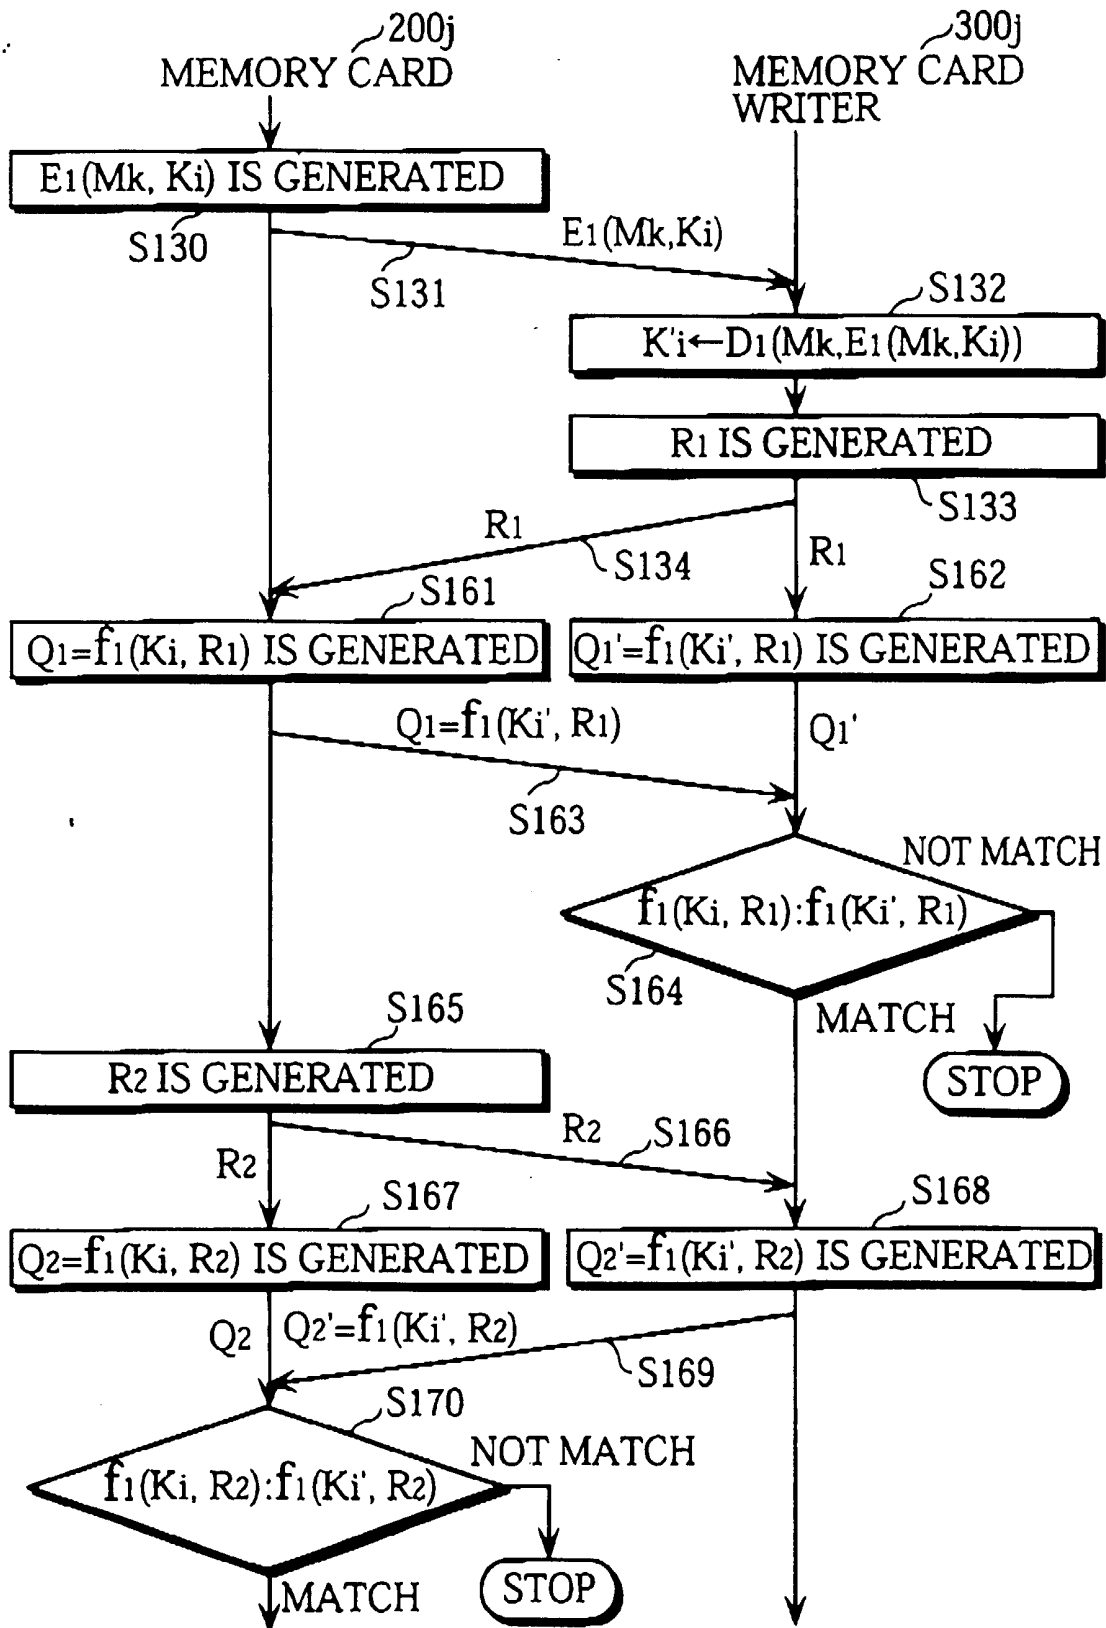 200j
300j
MEMORY CARD
MEMORY CARD
WRITER
E1(Mk, Ki) IS GENERATED
S130
E1(Mk,Ki)
S131
S132
K'i←D1(Mk,E1(Mk,Ki))
R1 IS GENERATED
S133
R1
S134
R1
S161
S162
Q1=f1(Ki, R1) IS GENERATED
Q1'=f1(Ki', R1) IS GENERATED
Q1=f1(Ki', R1)
Q1'
S163
NOT MATCH
f1(Ki, R1):f1(Ki', R1)
S164
MATCH
STOP
S165
R2 IS GENERATED
R2
S166
R2
S167
S168
Q2=f1(Ki, R2) IS GENERATED
Q2'=f1(Ki', R2) IS GENERATED
Q2
Q2'=f1(Ki', R2)
S169
S170
NOT MATCH
f1(Ki, R2):f1(Ki', R2)
STOP
MATCH